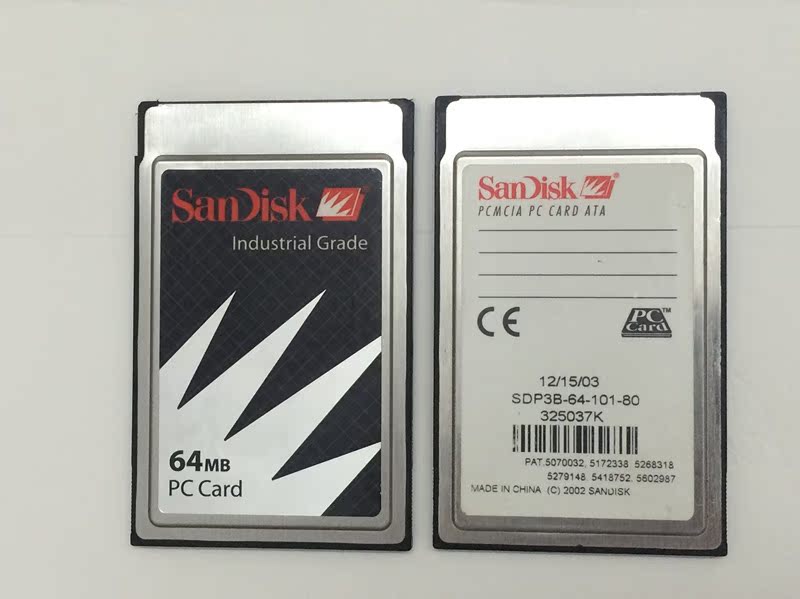 SanDisk®
Industrial Grade
64MB
PC Card
SanDisk®
PCMCIA PC CARD ATA
CE
PC Card™
12/15/03
SDP3B-64-101-80
325037K
PAT.5070032, 5172338, 5268318
5279148, 5418752, 5602987
MADE IN CHINA (C) 2002 SANDISK